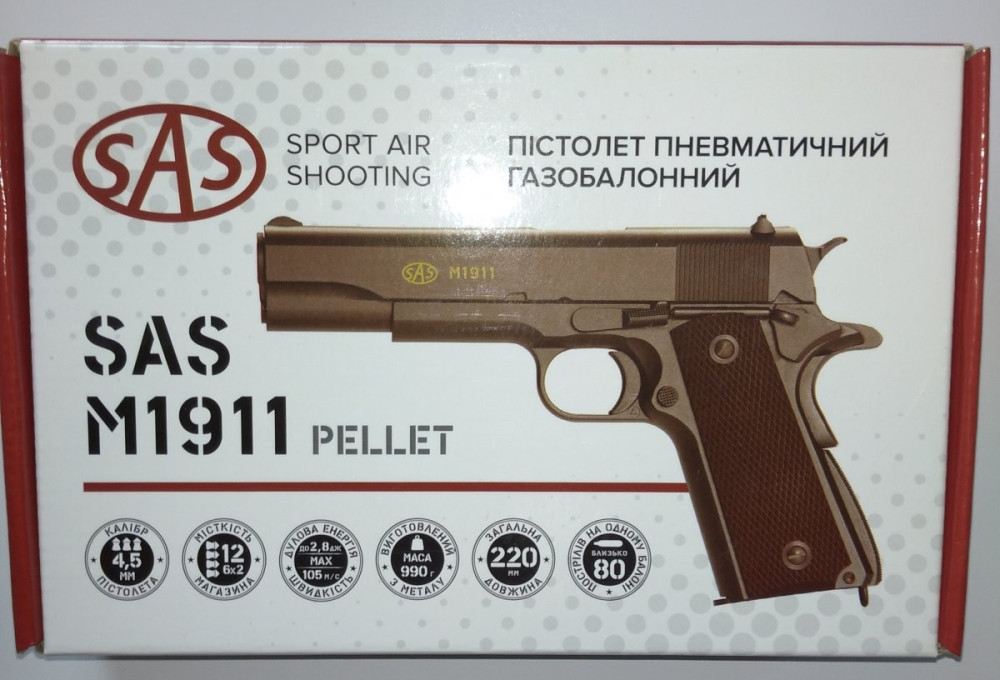 SAS
SPORT AIR
SHOOTING
ПІСТОЛЕТ ПНЕВМАТИЧНИЙ
ГАЗОБАЛОННИЙ
SAS M1911
SAS
M1911 PELLET
КАЛІБР
4,5
ММ
ПІСТОЛЕТА
МІСТКІСТЬ
12
6x2
МАГАЗИНА
ДУЛОВА ЕНЕРГІЯ
до 2,8 дж
MAX
105 м/с
ШВИДКІСТЬ
ВИГОТОВЛЕНИЙ
МАСА
990 г
З МЕТАЛУ
ЗАГАЛЬНА
220
ММ
ДОВЖИНА
ПОСТРІЛІВ НА ОДНОМУ БАЛОНІ
БЛИЗЬКО
80